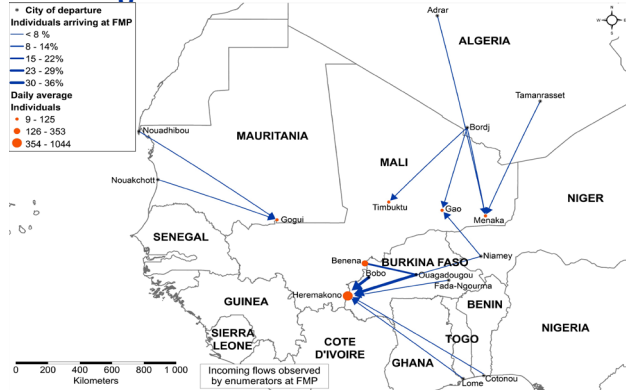 City of departure
Individuals arriving at FMP
< 8 %
8 - 14%
15 - 22%
23 - 29%
30 - 36%
Daily average
Individuals
9 - 125
126 - 353
354 - 1044
Adrar
ALGERIA
N
W E
S
Tamanrasset
Nouadhibou
Bordj
MAURITANIA
MALI
Nouakchott
NIGER
Timbuktu
Gao
Menaka
Gogui
SENEGAL
Niamey
Benena
BURKINA FASO
Bobo
Ouagadougou
Fada-Ngourma
Heremakono
GUINEA
BENIN
NIGERIA
SIERRA
LEONE
COTE
D'IVOIRE
TOGO
GHANA
0 200 400 600 800 1 000
Kilometers
Incoming flows observed
by enumerators at FMP
Lome
Cotonou